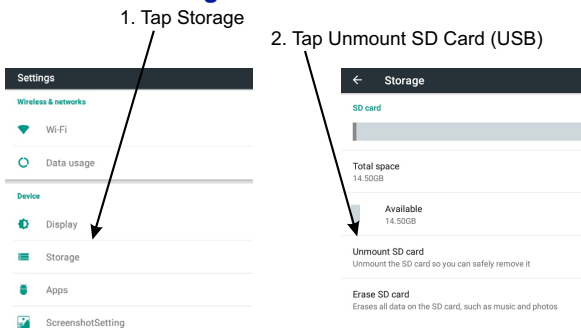 1. Tap Storage
2. Tap Unmount SD Card (USB)
Settings
Wireless & networks
Wi-Fi
Data usage
Device
Display
Storage
Apps
ScreenshotSetting
Storage
SD card
Total space
14.50GB
Available
14.50GB
Unmount SD card
Unmount the SD card so you can safely remove it
Erase SD card
Erases all data on the SD card, such as music and photos